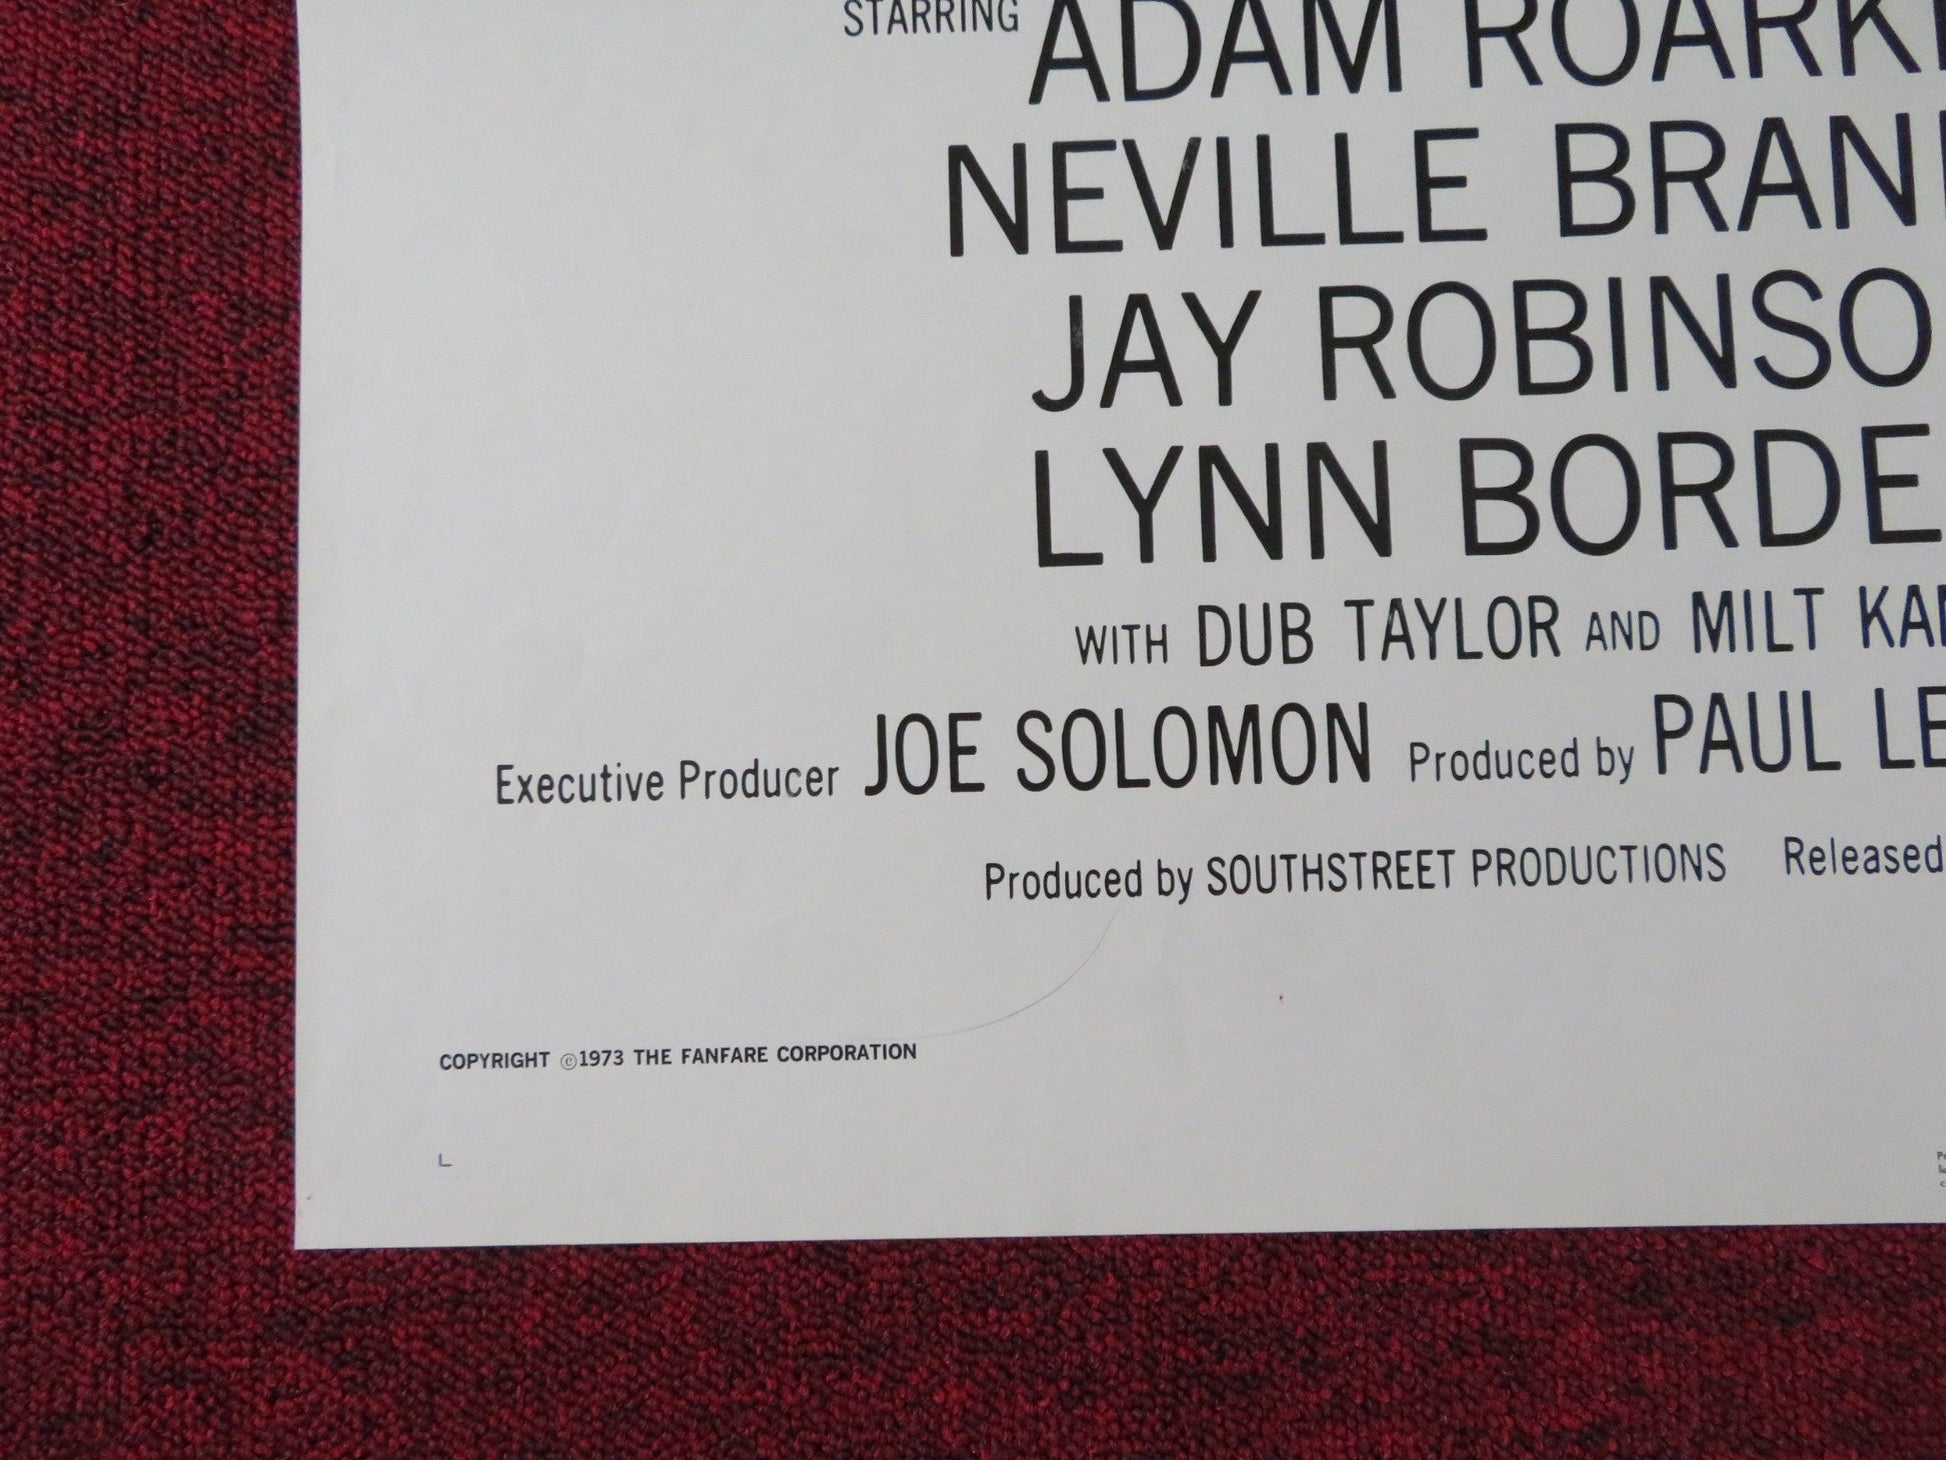 STARRING ADAM ROARK
NEVILLE BRAN
JAY ROBINSO
LYNN BORDE
WITH DUB TAYLOR AND MILT KA
Executive Producer JOE SOLOMON Produced by PAUL LE
Produced by SOUTHSTREET PRODUCTIONS Released
COPYRIGHT ©1973 THE FANFARE CORPORATION
L